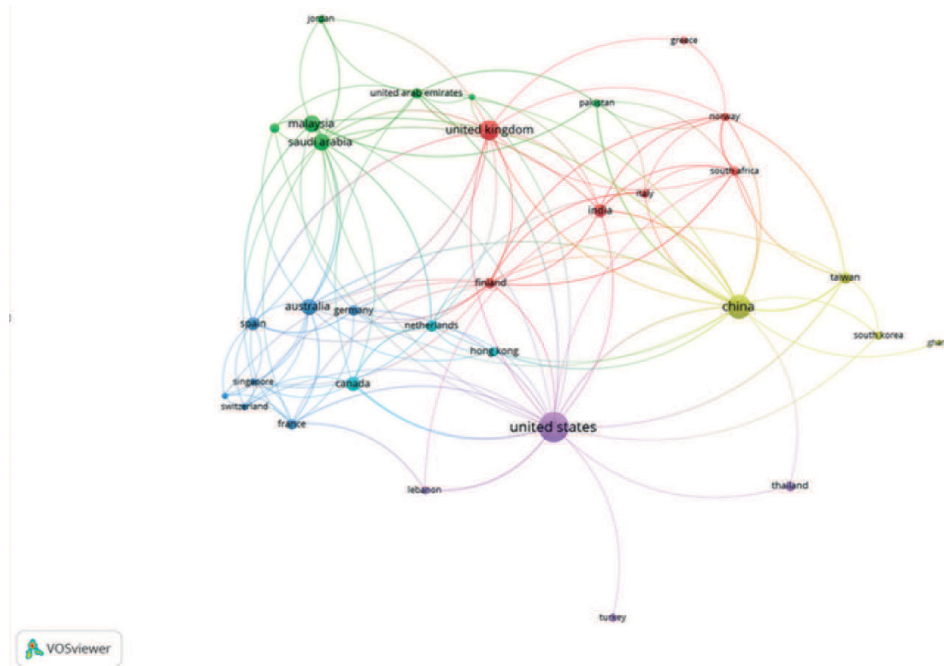 jordan
greece
united arab emirates
pakistan
malaysia
united kingdom
norway
saudi arabia
south africa
italy
india
taiwan
finland
australia
germany
china
spain
netherlands
south korea
hong kong
singapore
canada
switzerland
france
united states
thailand
lebanon
turkey
VOSviewer